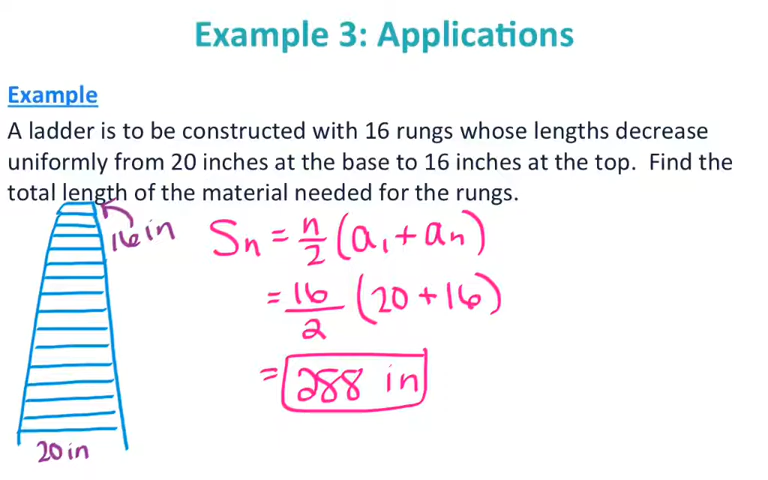 Example 3: Applications
Example
A ladder is to be constructed with 16 rungs whose lengths decrease
uniformly from 20 inches at the base to 16 inches at the top. Find the
total length of the material needed for the rungs.
16 in
Sn = n/2 (a1 + an)
= 16/2 (20 + 16)
= 288 in
20 in